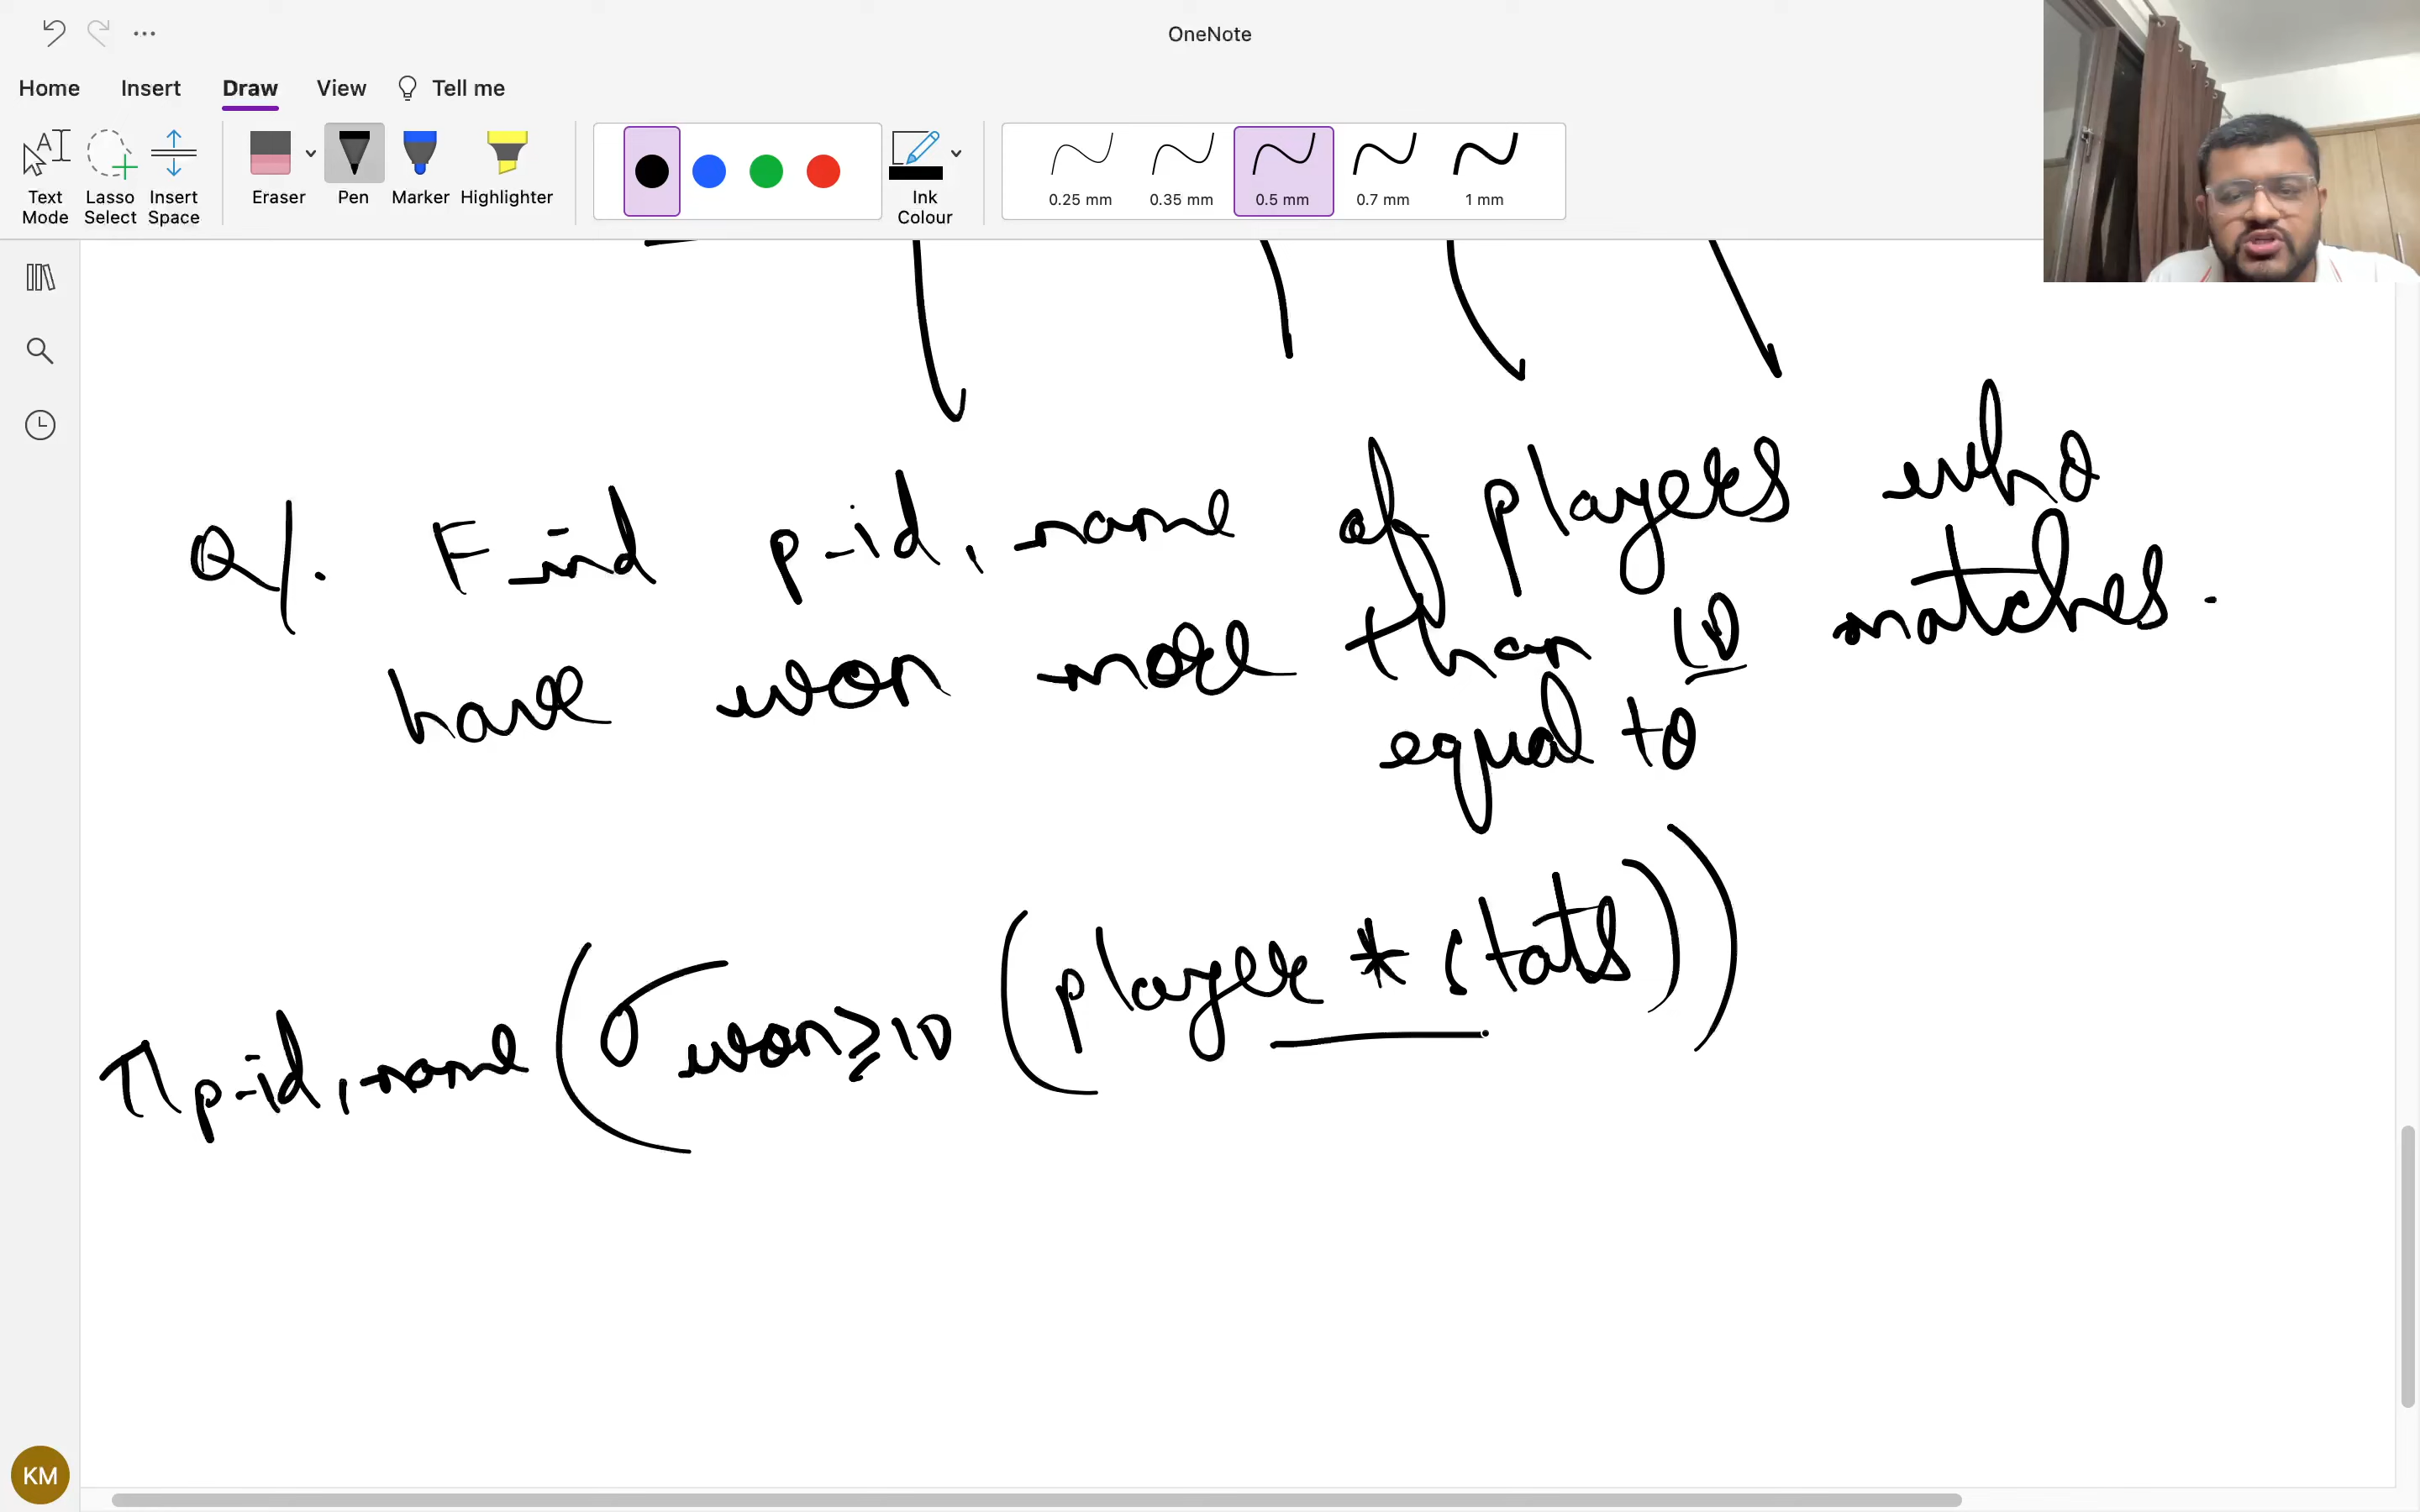 OneNote
Home Insert Draw View Tell me
Text Mode
Lasso Select
Insert Space
Eraser
Pen
Marker
Highlighter
Ink Colour
0.25 mm
0.35 mm
0.5 mm
0.7 mm
1 mm
Q/. Find p-id, name of players who
have won more than 10 matches.
equal to
π p-id, name (σ won ≥ 10 (player * stats))
KM